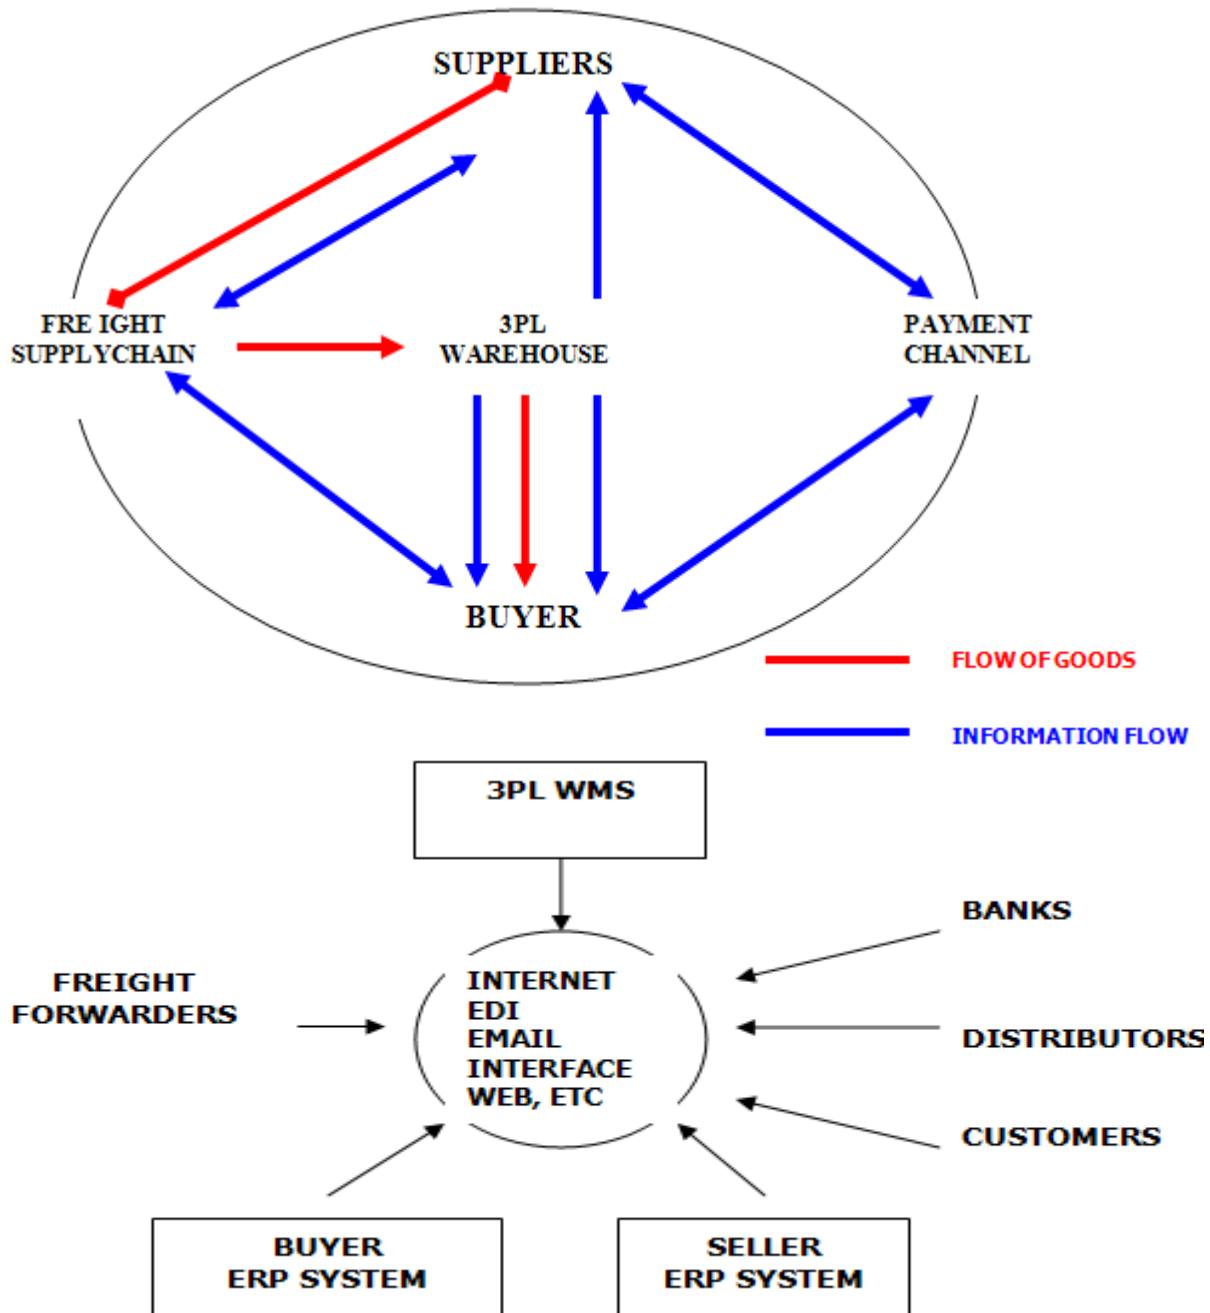 SUPPLIERS
FRE IGHT
SUPPLYCHAIN
3PL
WAREHOUSE
PAYMENT
CHANNEL
BUYER
FLOW OF GOODS
INFORMATION FLOW
3PL WMS
BANKS
FREIGHT
FORWARDERS
INTERNET
EDI
EMAIL
INTERFACE
WEB, ETC
DISTRIBUTORS
CUSTOMERS
BUYER
ERP SYSTEM
SELLER
ERP SYSTEM